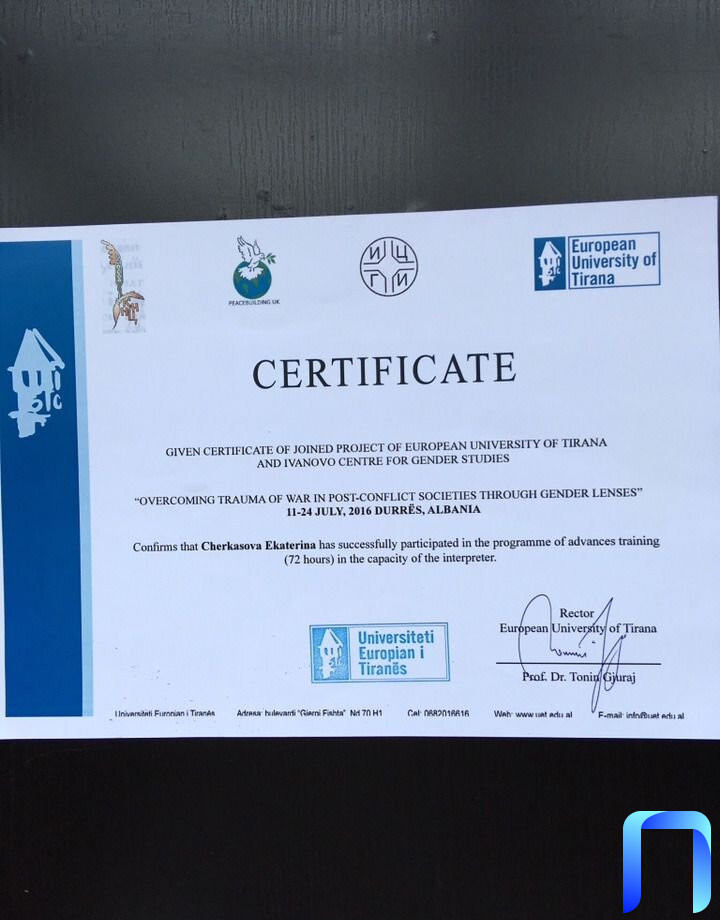 PEACEBUILDING UK
И Ц
Г И
European
University of
Tirana
CERTIFICATE
GIVEN CERTIFICATE OF JOINED PROJECT OF EUROPEAN UNIVERSITY OF TIRANA
AND IVANOVO CENTRE FOR GENDER STUDIES
“OVERCOMING TRAUMA OF WAR IN POST-CONFLICT SOCIETIES THROUGH GENDER LENSES”
11-24 JULY, 2016 DURRËS, ALBANIA
Confirms that Cherkasova Ekaterina has successfully participated in the programme of advances training
(72 hours) in the capacity of the interpreter.
Rector
European University of Tirana
Prof. Dr. Tonin Gjuraj
Universiteti
Europian i
Tiranës
Universiteti Europian i Tiranës Adresa: bulevardi "Gjergj Fishta" Nd 70 H1 Cel: 0682016616 Web: www.uet.edu.al E-mail: info@uet.edu.al